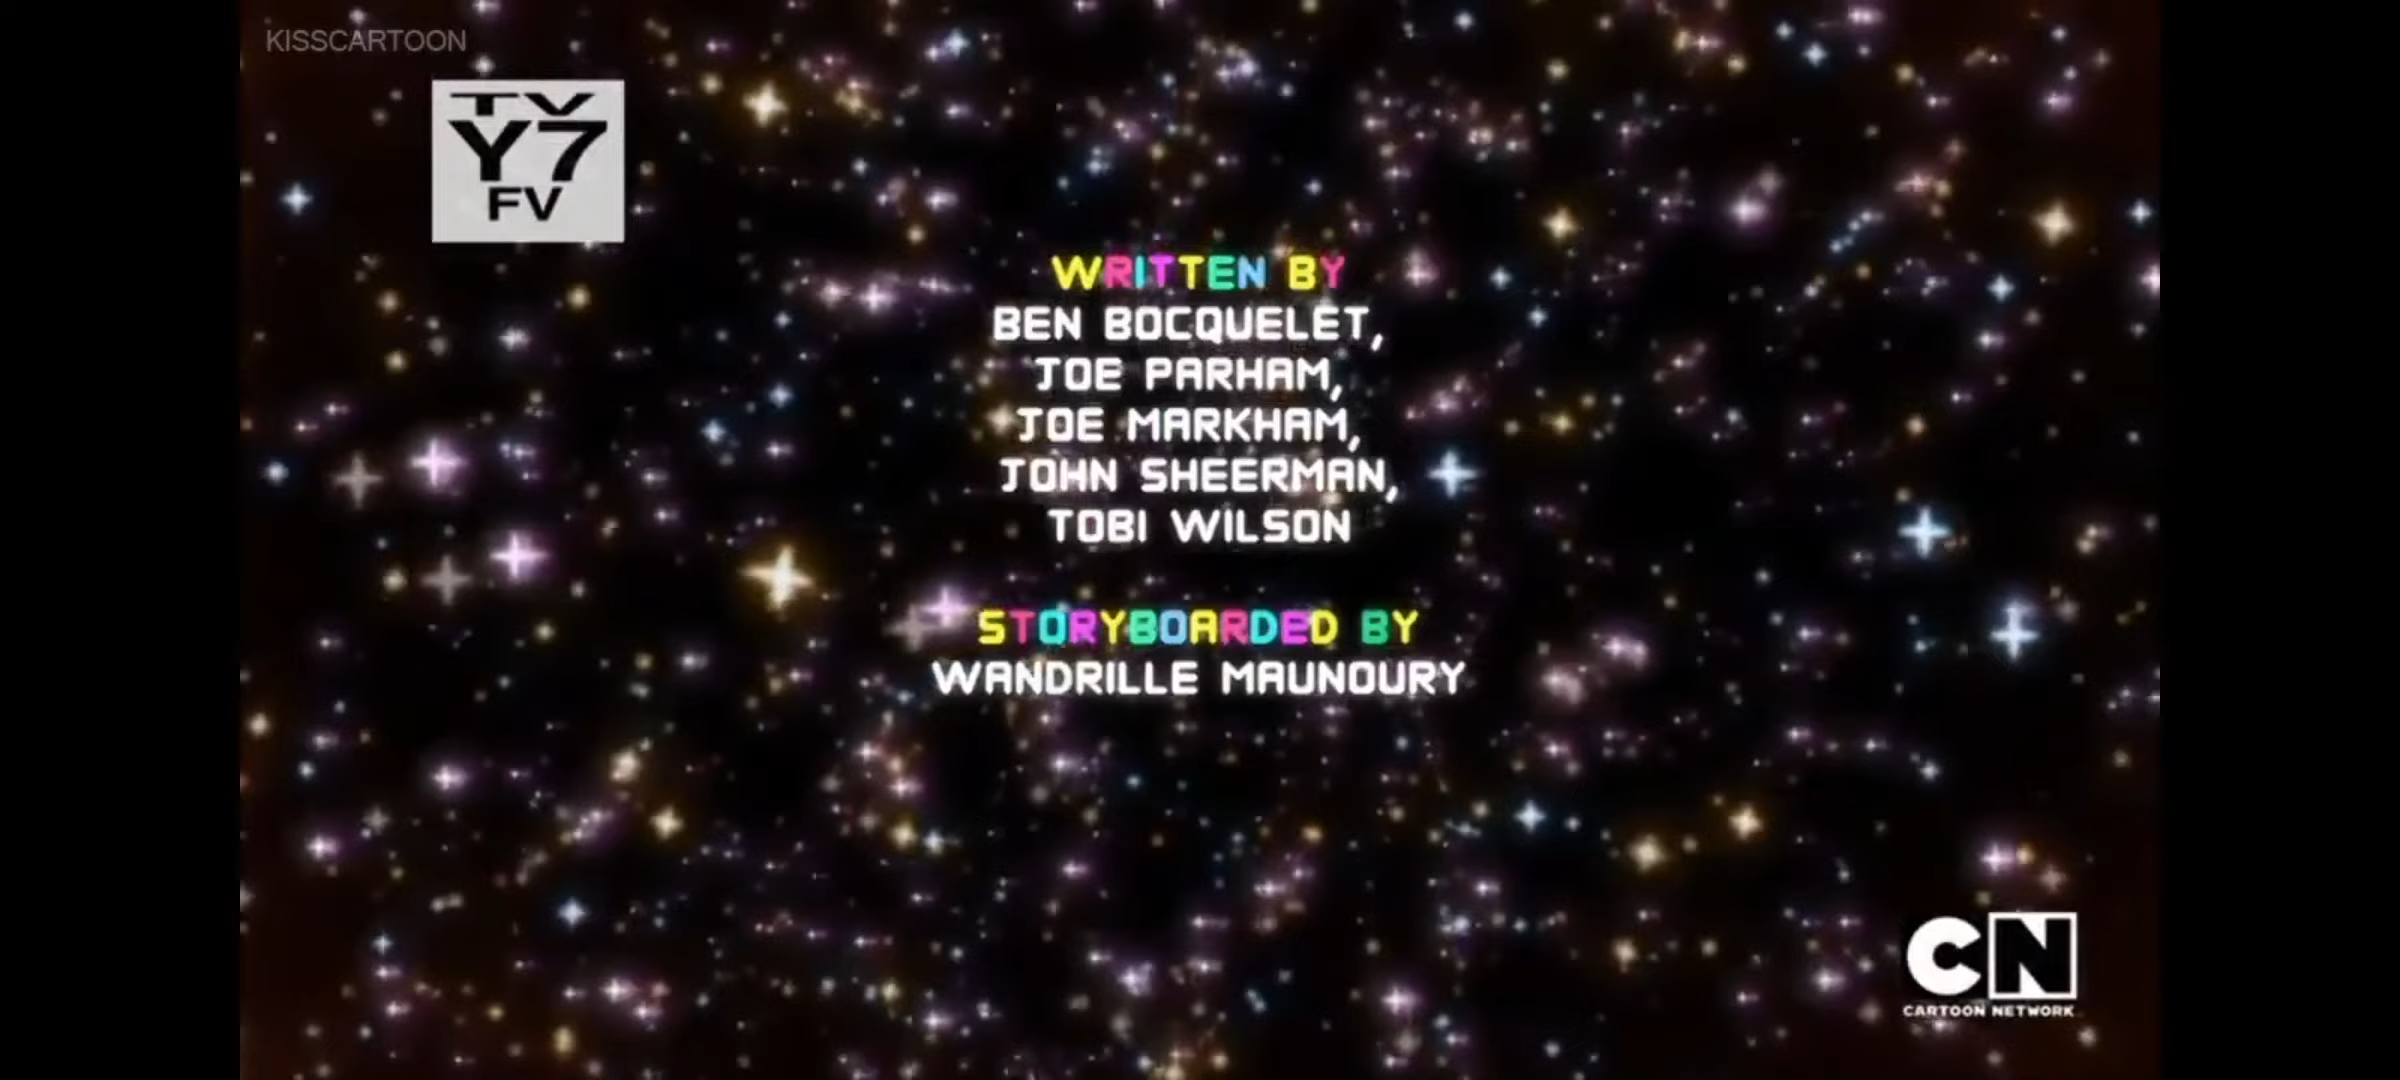 KISSCARTOON
TV
Y7
FV
WRITTEN BY
BEN BOCQUELET,
JOE PARHAM,
JOE MARKHAM,
JOHN SHEERMAN,
TOBI WILSON
STORYBOARDED BY
WANDRILLE MAUNOURY
CN
CARTOON NETWORK